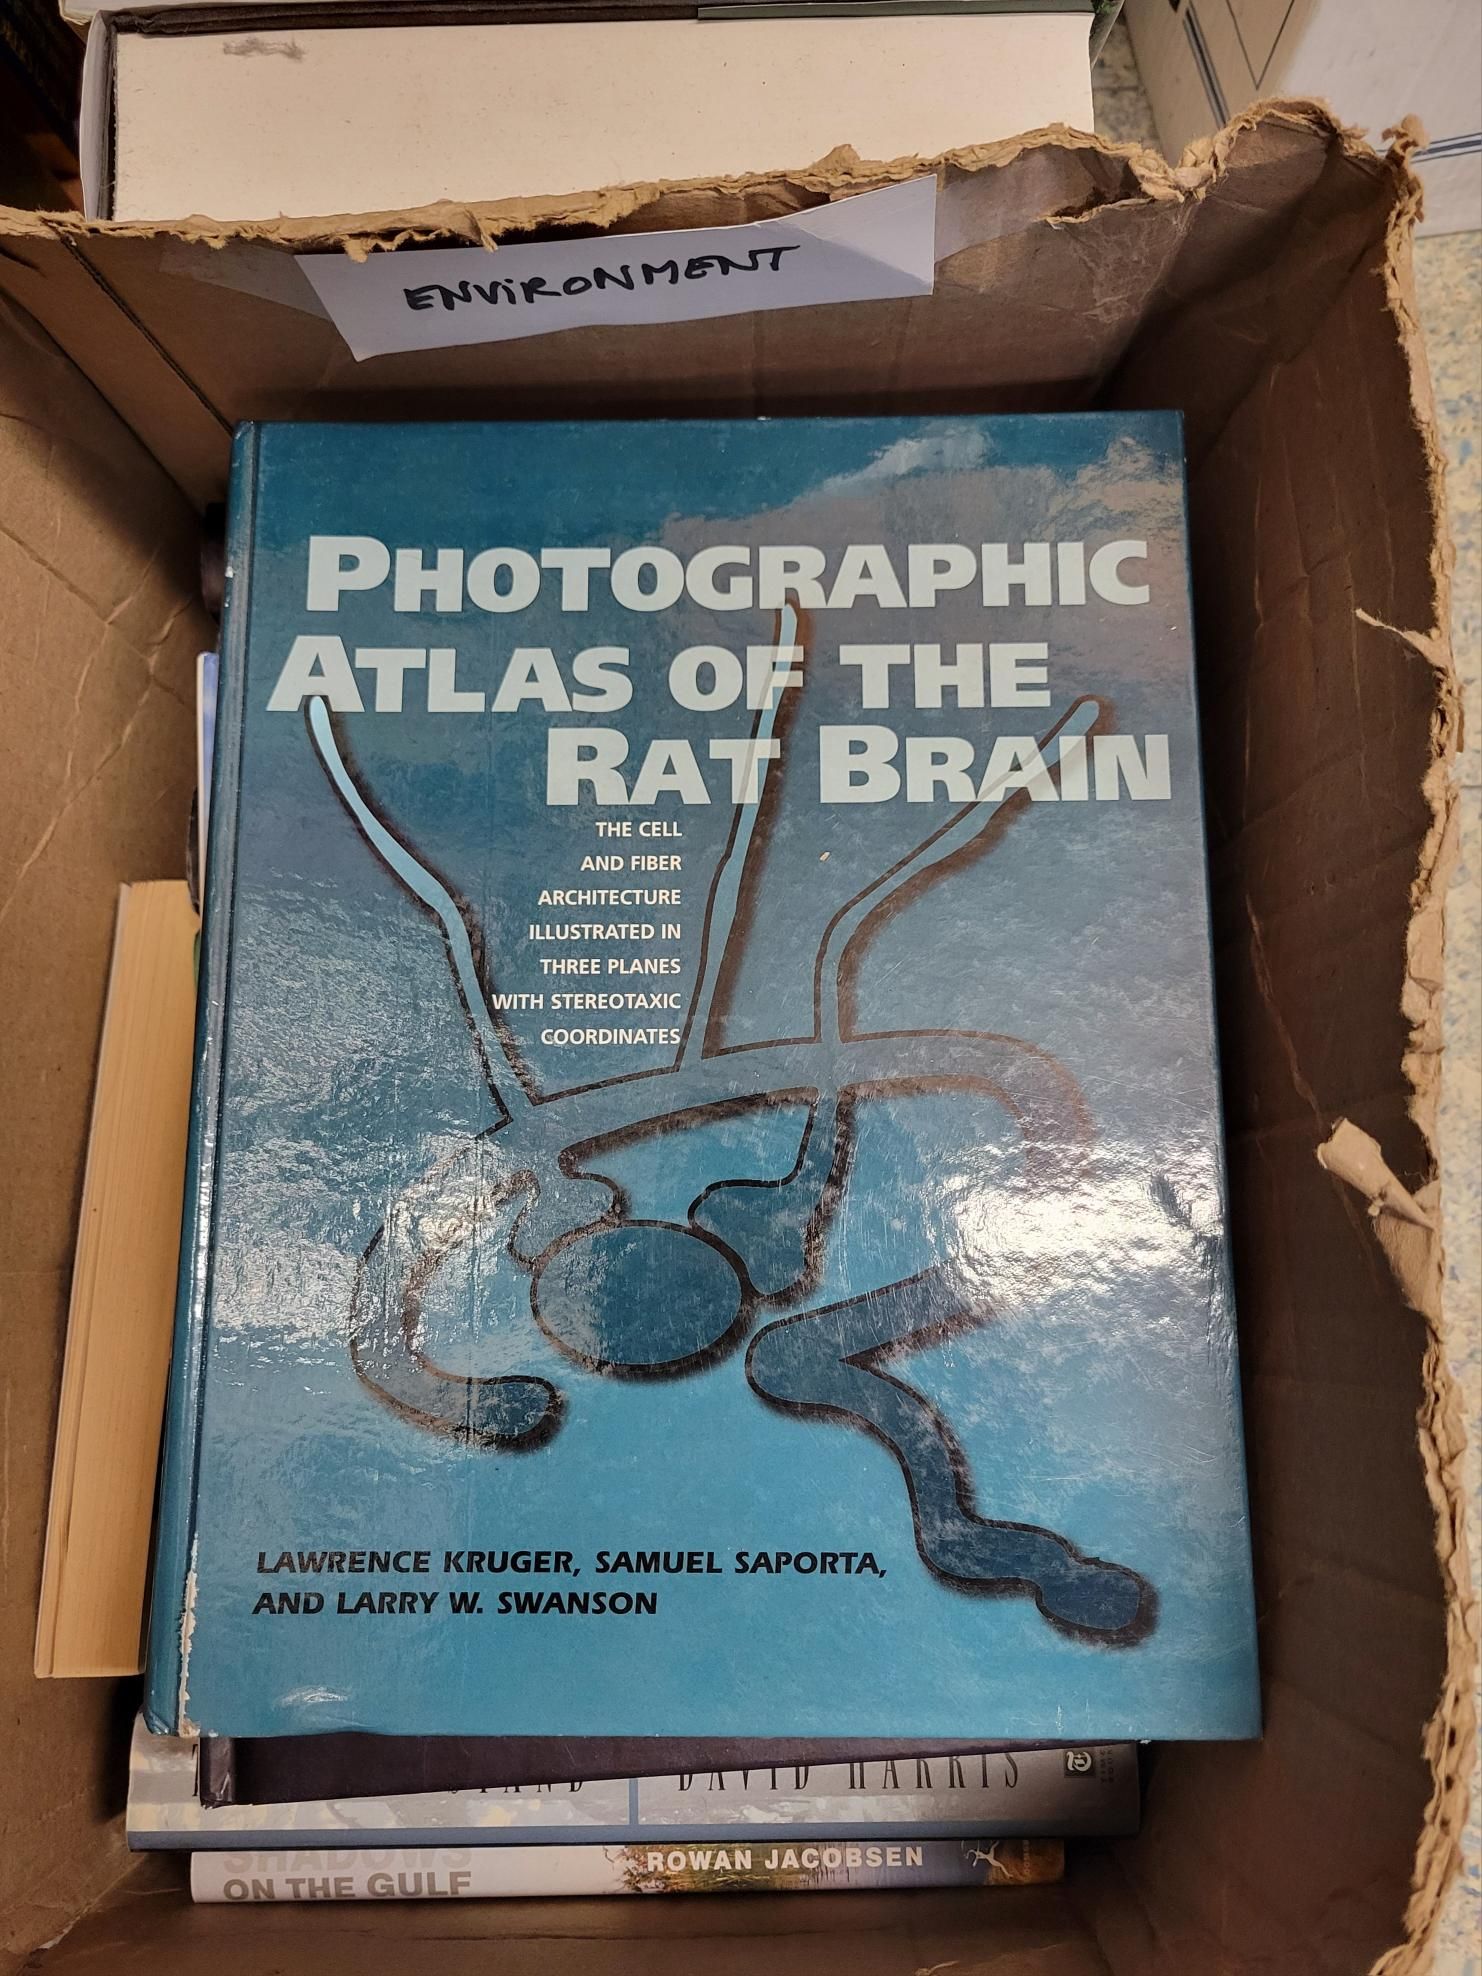 ENVIRONMENT
PHOTOGRAPHIC
ATLAS OF THE
RAT BRAIN
THE CELL
AND FIBER
ARCHITECTURE
ILLUSTRATED IN
THREE PLANES
WITH STEREOTAXIC
COORDINATES
LAWRENCE KRUGER, SAMUEL SAPORTA,
AND LARRY W. SWANSON
DAVID HARRIS
SHADOWS
ON THE GULF
ROWAN JACOBSEN